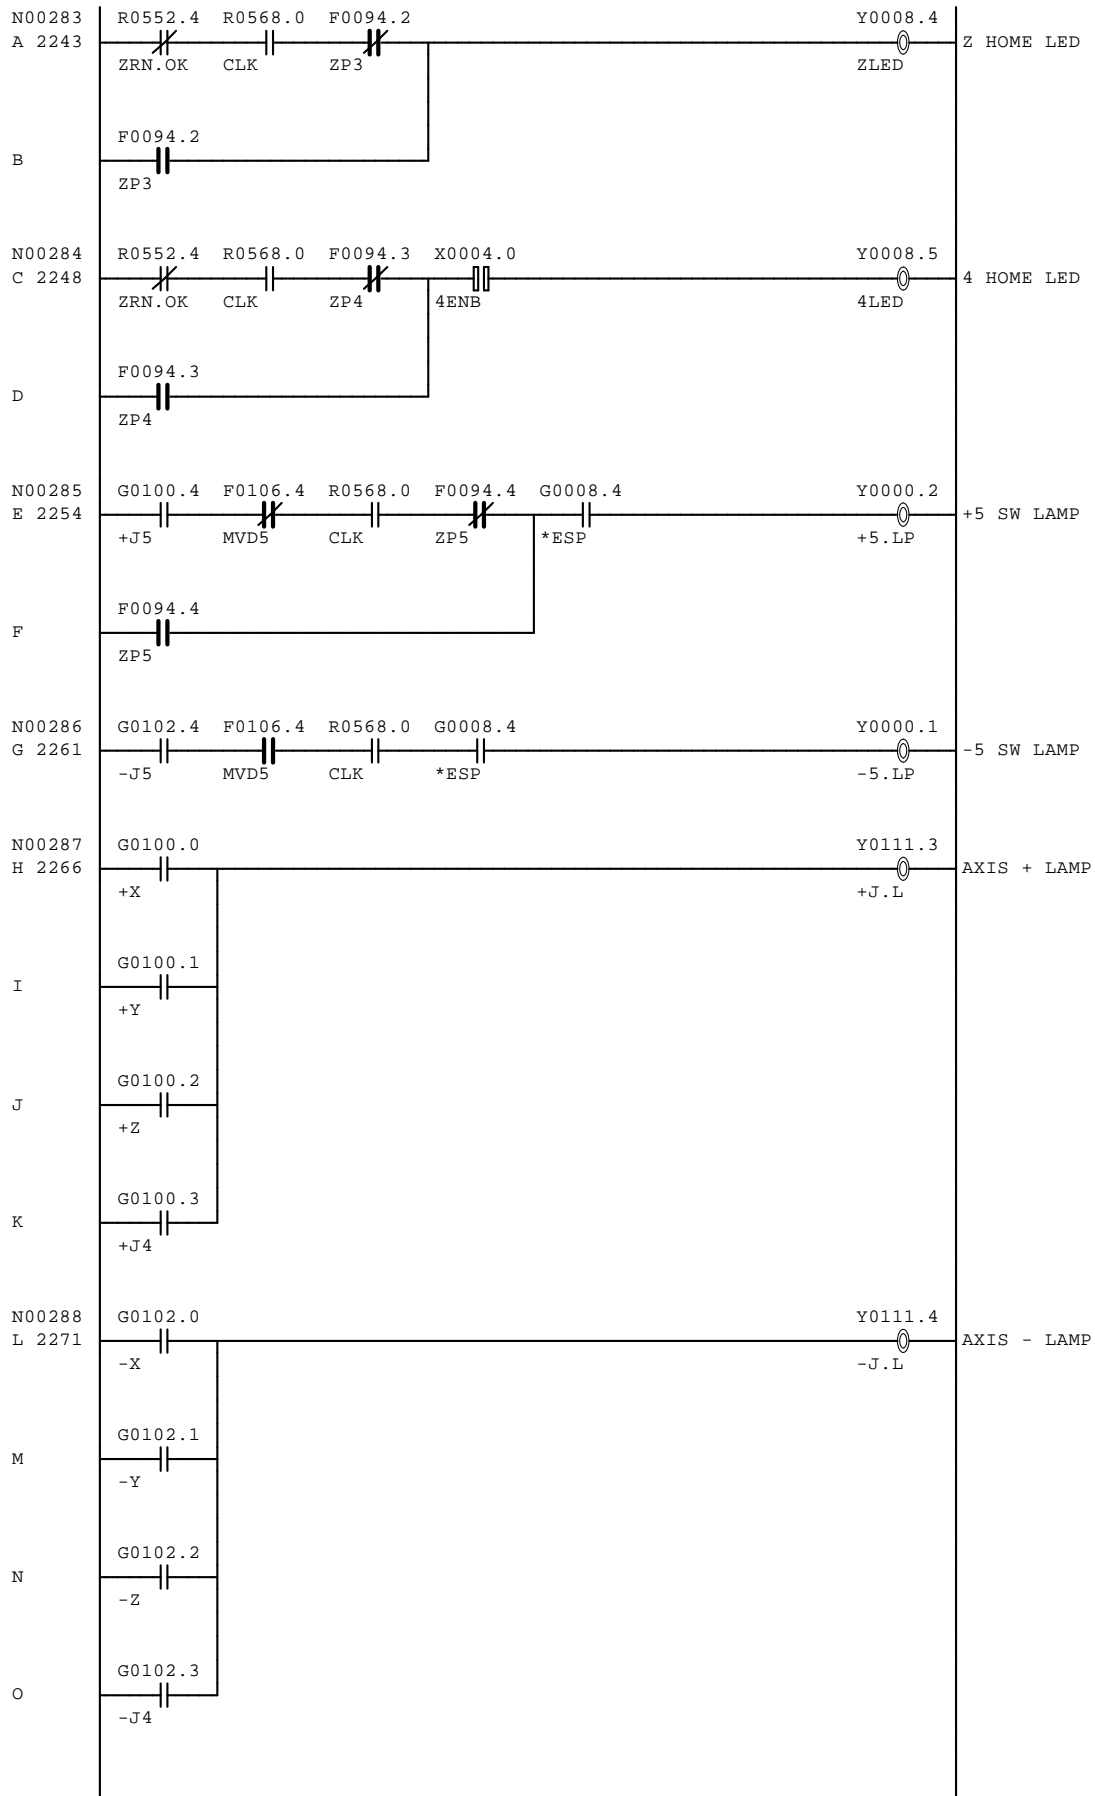 N00283 R0552.4 R0568.0 F0094.2 Y0008.4
A 2243 Z HOME LED
ZRN.OK CLK ZP3 ZLED
F0094.2
B
ZP3
N00284 R0552.4 R0568.0 F0094.3 X0004.0 Y0008.5
C 2248 4 HOME LED
ZRN.OK CLK ZP4 4ENB 4LED
F0094.3
D
ZP4
N00285 G0100.4 F0106.4 R0568.0 F0094.4 G0008.4 Y0000.2
E 2254 +5 SW LAMP
+J5 MVD5 CLK ZP5 *ESP +5.LP
F0094.4
F
ZP5
N00286 G0102.4 F0106.4 R0568.0 G0008.4 Y0000.1
G 2261 -5 SW LAMP
-J5 MVD5 CLK *ESP -5.LP
N00287 G0100.0 Y0111.3
H 2266 AXIS + LAMP
+X +J.L
G0100.1
I
+Y
G0100.2
J
+Z
G0100.3
K
+J4
N00288 G0102.0 Y0111.4
L 2271 AXIS - LAMP
-X -J.L
G0102.1
M
-Y
G0102.2
N
-Z
G0102.3
O
-J4